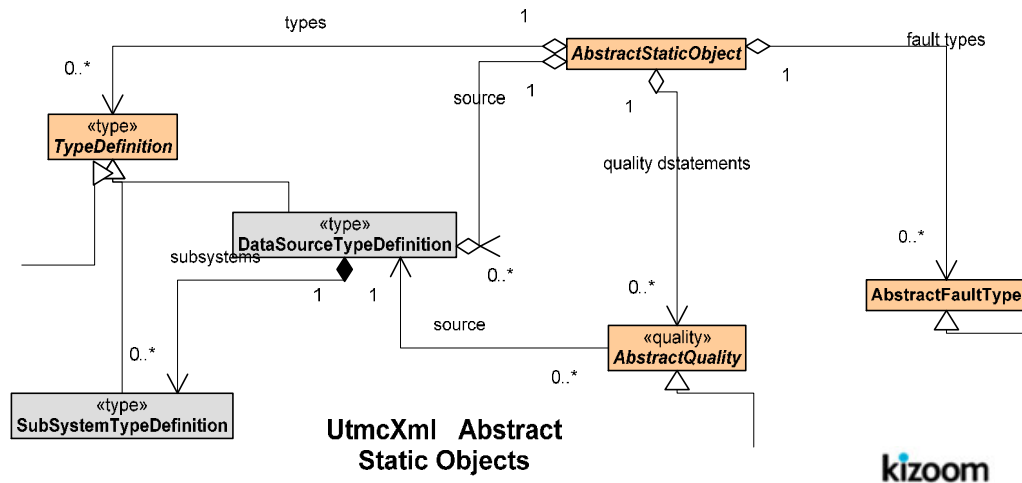 1
types
AbstractStaticObject
fault types
0..*
1
1
source
1
«type»
TypeDefinition
quality dstatements
«type»
DataSourceTypeDefinition
subsystems
0..*
0..*
1
1
0..*
AbstractFaultType
source
«quality»
AbstractQuality
0..*
0..*
«type»
SubSystemTypeDefinition
UtmcXml Abstract
Static Objects
kizoom